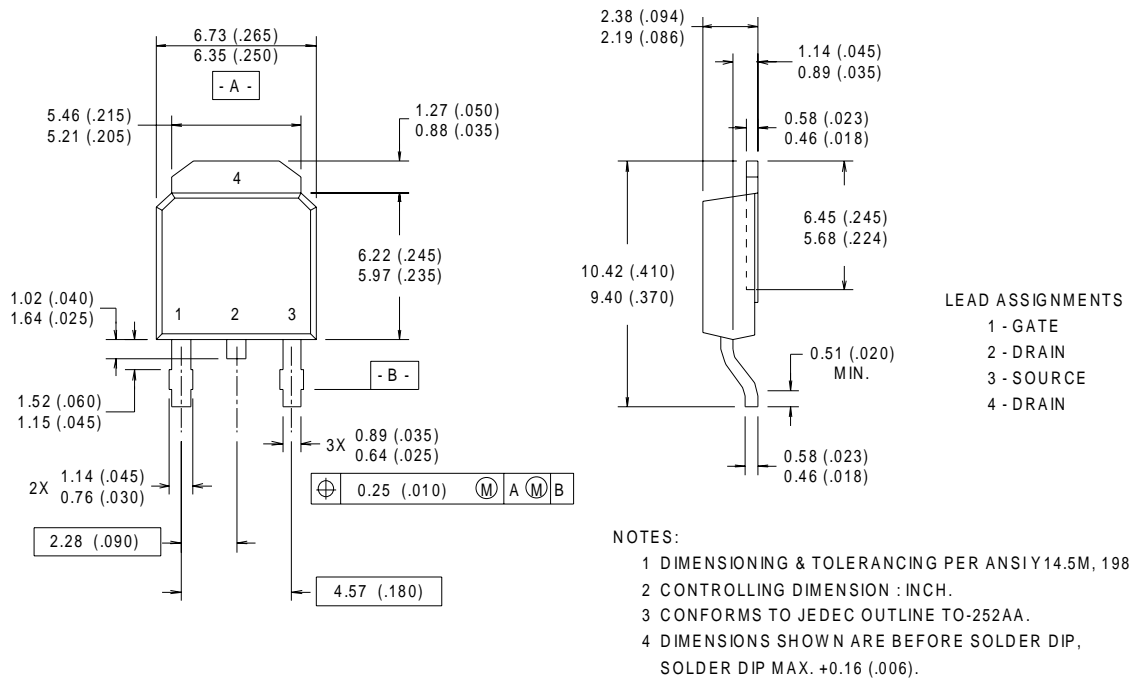 6.73 (.265)
6.35 (.250)
- A -
5.46 (.215)
5.21 (.205)
1.27 (.050)
0.88 (.035)
4
6.22 (.245)
5.97 (.235)
1.02 (.040)
1.64 (.025)
1 2 3
- B -
1.52 (.060)
1.15 (.045)
3X 0.89 (.035)
0.64 (.025)
2X 1.14 (.045)
0.76 (.030)
⌖ 0.25 (.010) Ⓜ A Ⓜ B
2.28 (.090)
4.57 (.180)
2.38 (.094)
2.19 (.086)
1.14 (.045)
0.89 (.035)
0.58 (.023)
0.46 (.018)
6.45 (.245)
5.68 (.224)
10.42 (.410)
9.40 (.370)
0.51 (.020)
MIN.
0.58 (.023)
0.46 (.018)
LEAD ASSIGNMENTS
1 - GATE
2 - DRAIN
3 - SOURCE
4 - DRAIN
NOTES:
1 DIMENSIONING & TOLERANCING PER ANSI Y14.5M, 198
2 CONTROLLING DIMENSION : INCH.
3 CONFORMS TO JEDEC OUTLINE TO-252AA.
4 DIMENSIONS SHOWN ARE BEFORE SOLDER DIP,
SOLDER DIP MAX. +0.16 (.006).